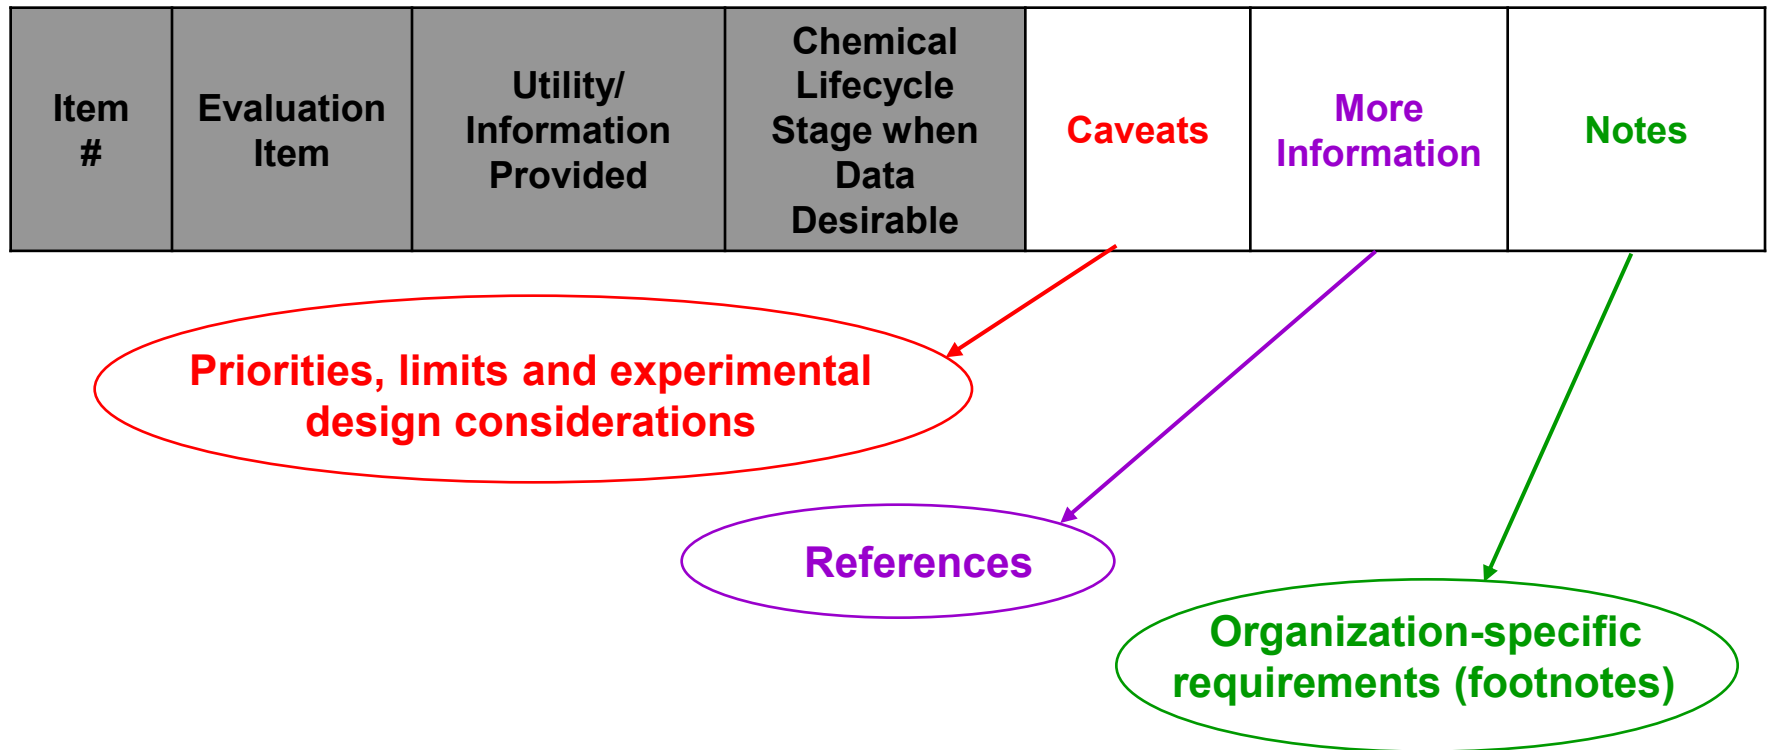 Item
#
Evaluation
Item
Utility/
Information
Provided
Chemical
Lifecycle
Stage when
Data
Desirable
Caveats
More
Information
Notes
Priorities, limits and experimental
design considerations
References
Organization-specific
requirements (footnotes)